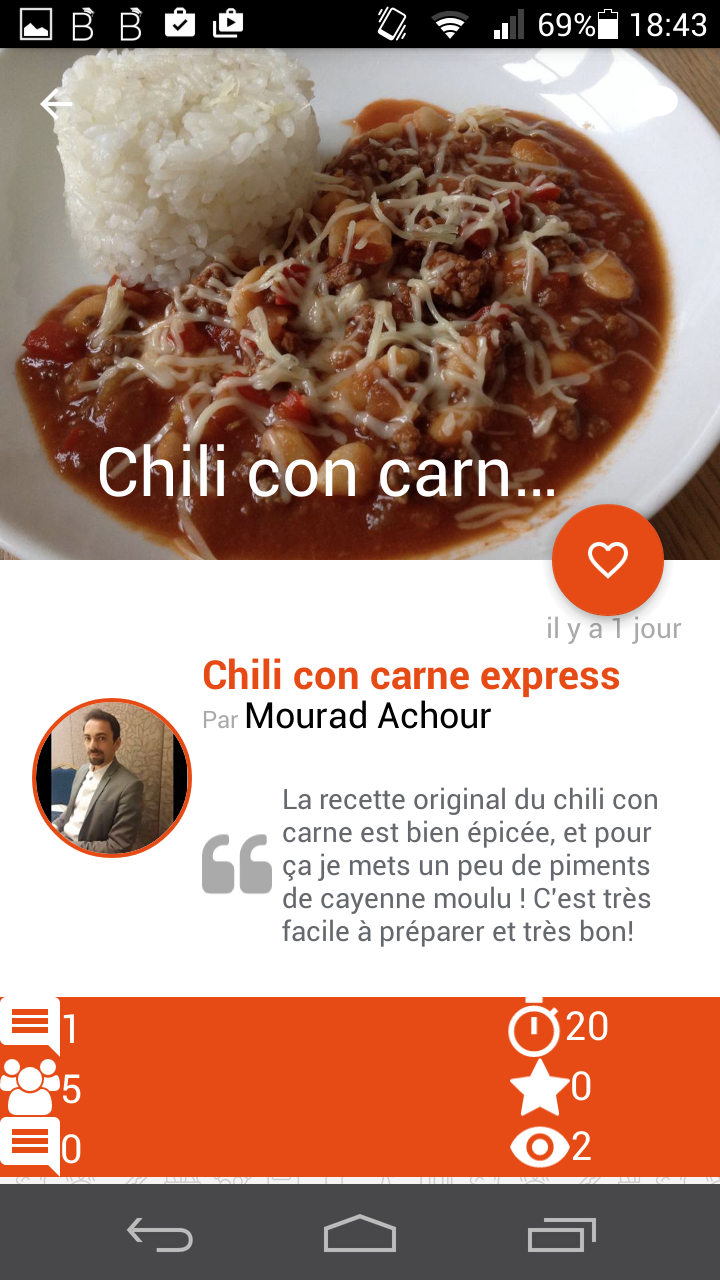 69% 18:43
Chili con carn...
il y a 1 jour
Chili con carne express
Par Mourad Achour
La recette original du chili con
carne est bien épicée, et pour
ça je mets un peu de piments
de cayenne moulu ! C'est très
facile à préparer et très bon!
1 20
5 0
0 2